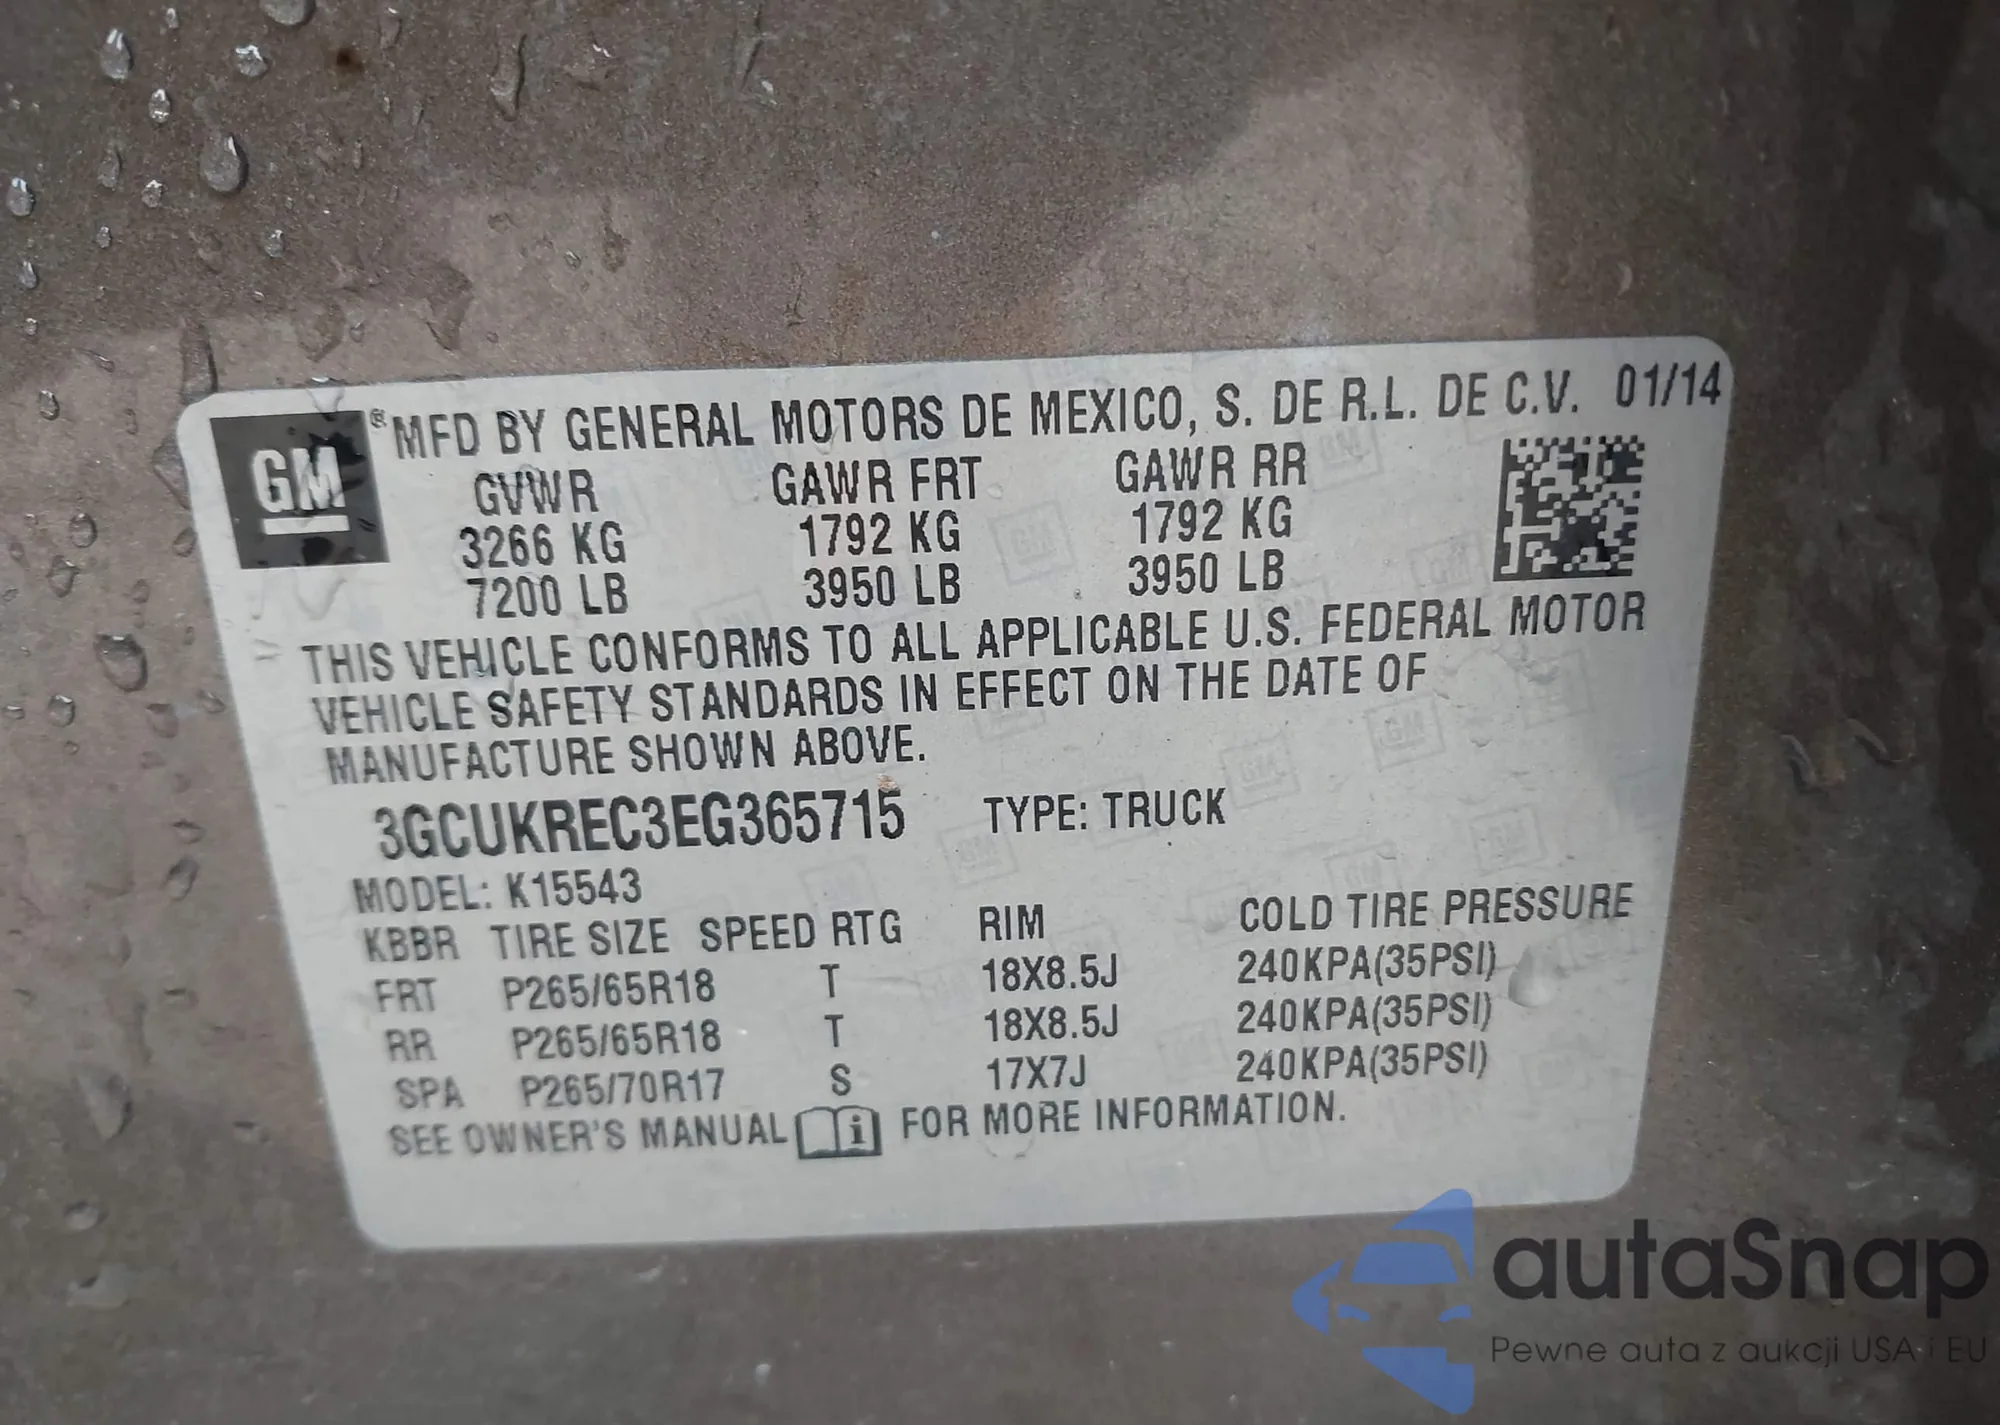 GM
® MFD BY GENERAL MOTORS DE MEXICO, S. DE R.L. DE C.V. 01/14
GVWR GAWR FRT GAWR RR
3266 KG 1792 KG 1792 KG
7200 LB 3950 LB 3950 LB
THIS VEHICLE CONFORMS TO ALL APPLICABLE U.S. FEDERAL MOTOR
VEHICLE SAFETY STANDARDS IN EFFECT ON THE DATE OF
MANUFACTURE SHOWN ABOVE.
3GCUKREC3EG365715 TYPE: TRUCK
MODEL: K15543
KBBR TIRE SIZE SPEED RTG RIM COLD TIRE PRESSURE
FRT P265/65R18 T 18X8.5J 240KPA(35PSI)
RR P265/65R18 T 18X8.5J 240KPA(35PSI)
SPA P265/70R17 S 17X7J 240KPA(35PSI)
SEE OWNER'S MANUAL i FOR MORE INFORMATION.
autaSnap
Pewne auta z aukcji USA i EU